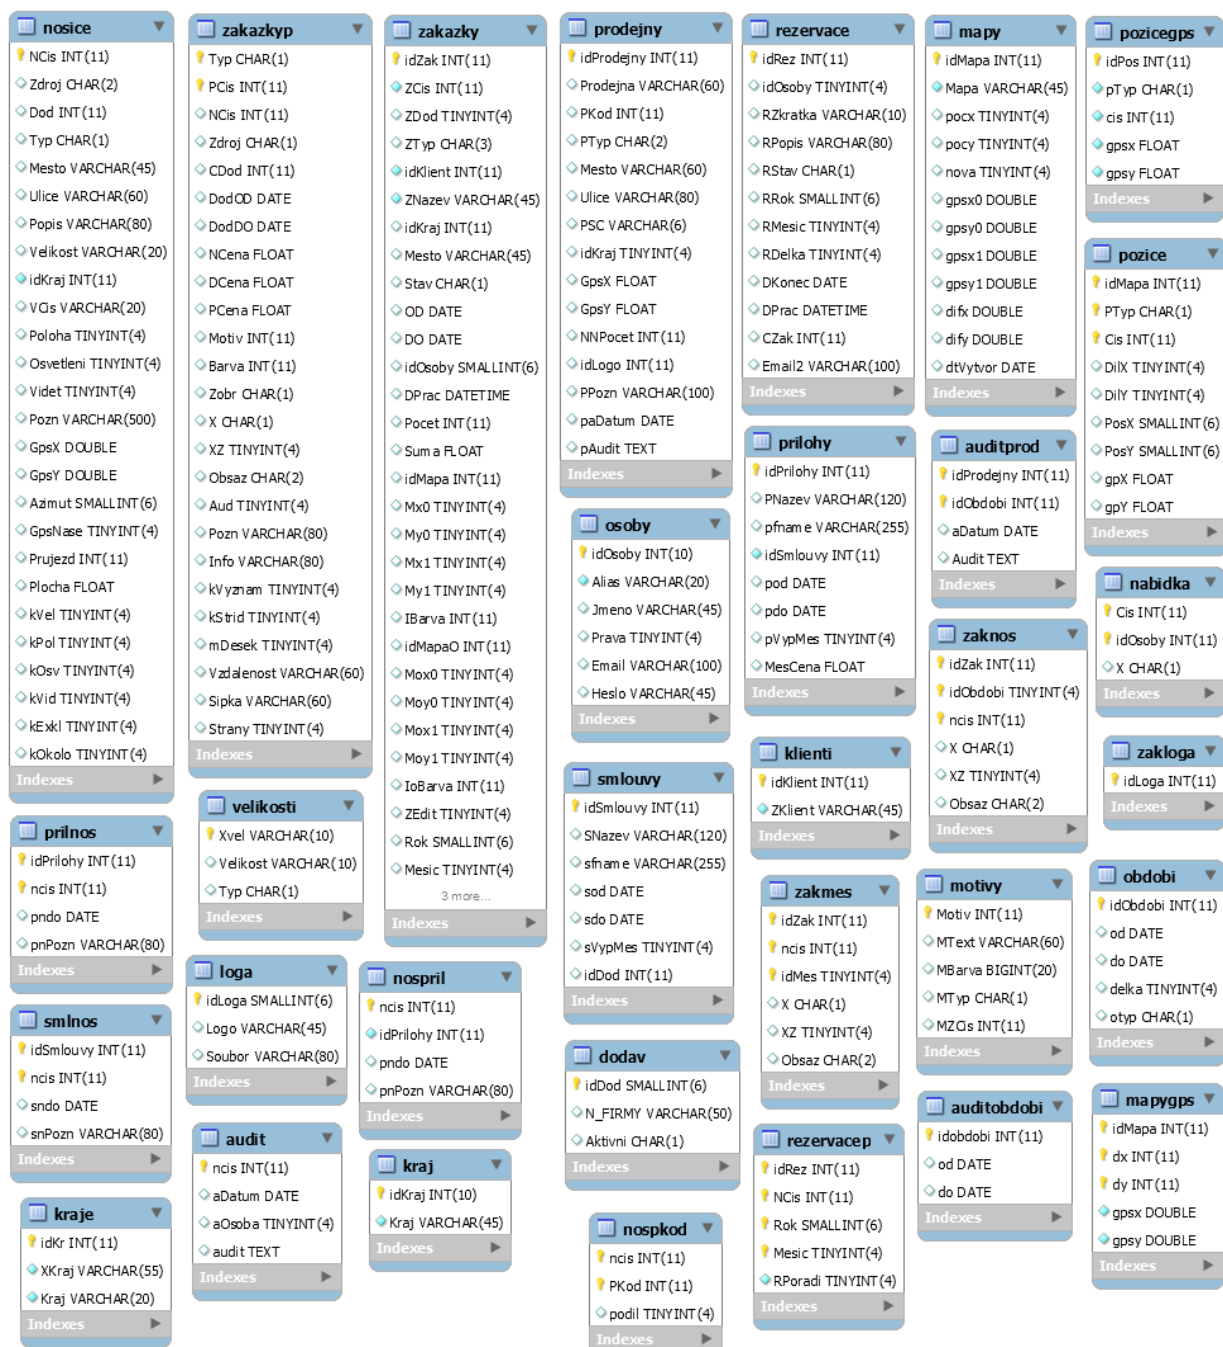 nosice
NCis INT(11)
Zdroj CHAR(2)
Dod INT(11)
Typ CHAR(1)
Mesto VARCHAR(45)
Ulice VARCHAR(60)
Popis VARCHAR(80)
Velikost VARCHAR(20)
idKraj INT(11)
VCis VARCHAR(20)
Poloha TINYINT(4)
Osvetleni TINYINT(4)
Videt TINYINT(4)
Pozn VARCHAR(500)
GpsX DOUBLE
GpsY DOUBLE
Azimut SMALLINT(6)
GpsNase TINYINT(4)
Prujezd INT(11)
Plocha FLOAT
kVel TINYINT(4)
kPol TINYINT(4)
kOsv TINYINT(4)
kVid TINYINT(4)
kExkl TINYINT(4)
kOkolo TINYINT(4)
Indexes
prilnos
idPrilohy INT(11)
ncis INT(11)
pndo DATE
pnPozn VARCHAR(80)
Indexes
smlnos
idSmlouvy INT(11)
ncis INT(11)
sndo DATE
snPozn VARCHAR(80)
Indexes
kraje
idKr INT(11)
XKraj VARCHAR(55)
Kraj VARCHAR(20)
Indexes
zakazkyp
Typ CHAR(1)
PCis INT(11)
NCis INT(11)
Zdroj CHAR(1)
CDod INT(11)
DodOD DATE
DodDO DATE
NCena FLOAT
DCena FLOAT
PCena FLOAT
Motiv INT(11)
Barva INT(11)
Zobr CHAR(1)
X CHAR(1)
XZ TINYINT(4)
Obsaz CHAR(2)
Aud TINYINT(4)
Pozn VARCHAR(80)
Info VARCHAR(80)
kVyznam TINYINT(4)
kStrid TINYINT(4)
mDesek TINYINT(4)
Vzdalenost VARCHAR(60)
Sipka VARCHAR(60)
Strany TINYINT(4)
Indexes
velikosti
Xvel VARCHAR(10)
Velikost VARCHAR(10)
Typ CHAR(1)
Indexes
loga
idLoga SMALLINT(6)
Logo VARCHAR(45)
Soubor VARCHAR(80)
Indexes
audit
ncis INT(11)
aDatum DATE
aOsoba TINYINT(4)
audit TEXT
Indexes
zakazky
idZak INT(11)
ZCis INT(11)
ZDod TINYINT(4)
ZTyp CHAR(3)
idKlient INT(11)
ZNazev VARCHAR(45)
idKraj INT(11)
Mesto VARCHAR(45)
Stav CHAR(1)
OD DATE
DO DATE
idOsoby SMALLINT(6)
DPrac DATETIME
Pocet INT(11)
Suma FLOAT
idMapa INT(11)
Mx0 TINYINT(4)
My0 TINYINT(4)
Mx1 TINYINT(4)
My1 TINYINT(4)
IBarva INT(11)
idMapaO INT(11)
Mox0 TINYINT(4)
Moy0 TINYINT(4)
Mox1 TINYINT(4)
Moy1 TINYINT(4)
IoBarva INT(11)
ZEdit TINYINT(4)
Rok SMALLINT(6)
Mesic TINYINT(4)
3 more...
Indexes
nospril
ncis INT(11)
idPrilohy INT(11)
pndo DATE
pnPozn VARCHAR(80)
Indexes
kraj
idKraj INT(10)
Kraj VARCHAR(45)
Indexes
prodejny
idProdejny INT(11)
Prodejna VARCHAR(60)
PKod INT(11)
PTyp CHAR(2)
Mesto VARCHAR(60)
Ulice VARCHAR(80)
PSC VARCHAR(6)
idKraj TINYINT(4)
GpsX FLOAT
GpsY FLOAT
NNPocet INT(11)
idLogo INT(11)
PPozn VARCHAR(100)
paDatum DATE
pAudit TEXT
Indexes
osoby
idOsoby INT(10)
Alias VARCHAR(20)
Jmeno VARCHAR(45)
Prava TINYINT(4)
Email VARCHAR(100)
Heslo VARCHAR(45)
Indexes
smlouvy
idSmlouvy INT(11)
SNazev VARCHAR(120)
sfname VARCHAR(255)
sod DATE
sdo DATE
sVypMes TINYINT(4)
idDod INT(11)
Indexes
dodav
idDod SMALLINT(6)
N_FIRMY VARCHAR(50)
Aktivni CHAR(1)
Indexes
nospkod
ncis INT(11)
PKod INT(11)
podil TINYINT(4)
Indexes
rezervace
idRez INT(11)
idOsoby TINYINT(4)
RZkratka VARCHAR(10)
RPopis VARCHAR(80)
RStav CHAR(1)
RRok SMALLINT(6)
RMesic TINYINT(4)
RDelka TINYINT(4)
DKonec DATE
DPrac DATETIME
CZak INT(11)
Email2 VARCHAR(100)
Indexes
prilohy
idPrilohy INT(11)
PNazev VARCHAR(120)
pfname VARCHAR(255)
idSmlouvy INT(11)
pod DATE
pdo DATE
pVypMes TINYINT(4)
MesCena FLOAT
Indexes
klienti
idKlient INT(11)
ZKlient VARCHAR(45)
Indexes
zakmes
idZak INT(11)
ncis INT(11)
idMes TINYINT(4)
X CHAR(1)
XZ TINYINT(4)
Obsaz CHAR(2)
Indexes
rezervacep
idRez INT(11)
NCis INT(11)
Rok SMALLINT(6)
Mesic TINYINT(4)
RPoradi TINYINT(4)
Indexes
mapy
idMapa INT(11)
Mapa VARCHAR(45)
pocx TINYINT(4)
pocy TINYINT(4)
nova TINYINT(4)
gpsx0 DOUBLE
gpsy0 DOUBLE
gpsx1 DOUBLE
gpsy1 DOUBLE
difx DOUBLE
dify DOUBLE
dtVytvor DATE
Indexes
auditprod
idProdejny INT(11)
idObdobi INT(11)
aDatum DATE
Audit TEXT
Indexes
zaknos
idZak INT(11)
idObdobi TINYINT(4)
ncis INT(11)
X CHAR(1)
XZ TINYINT(4)
Obsaz CHAR(2)
Indexes
motivy
Motiv INT(11)
MText VARCHAR(60)
MBarva BIGINT(20)
MTyp CHAR(1)
MZCis INT(11)
Indexes
auditobdobi
idobdobi INT(11)
od DATE
do DATE
Indexes
pozicegps
idPos INT(11)
pTyp CHAR(1)
cis INT(11)
gpsx FLOAT
gpsy FLOAT
Indexes
pozice
idMapa INT(11)
PTyp CHAR(1)
Cis INT(11)
DilX TINYINT(4)
DilY TINYINT(4)
PosX SMALLINT(6)
PosY SMALLINT(6)
gpX FLOAT
gpY FLOAT
Indexes
nabidka
Cis INT(11)
idOsoby INT(11)
X CHAR(1)
Indexes
zakloga
idLoga INT(11)
Indexes
obdobi
idObdobi INT(11)
od DATE
do DATE
delka TINYINT(4)
otyp CHAR(1)
Indexes
mapygps
idMapa INT(11)
dx INT(11)
dy INT(11)
gpsx DOUBLE
gpsy DOUBLE
Indexes